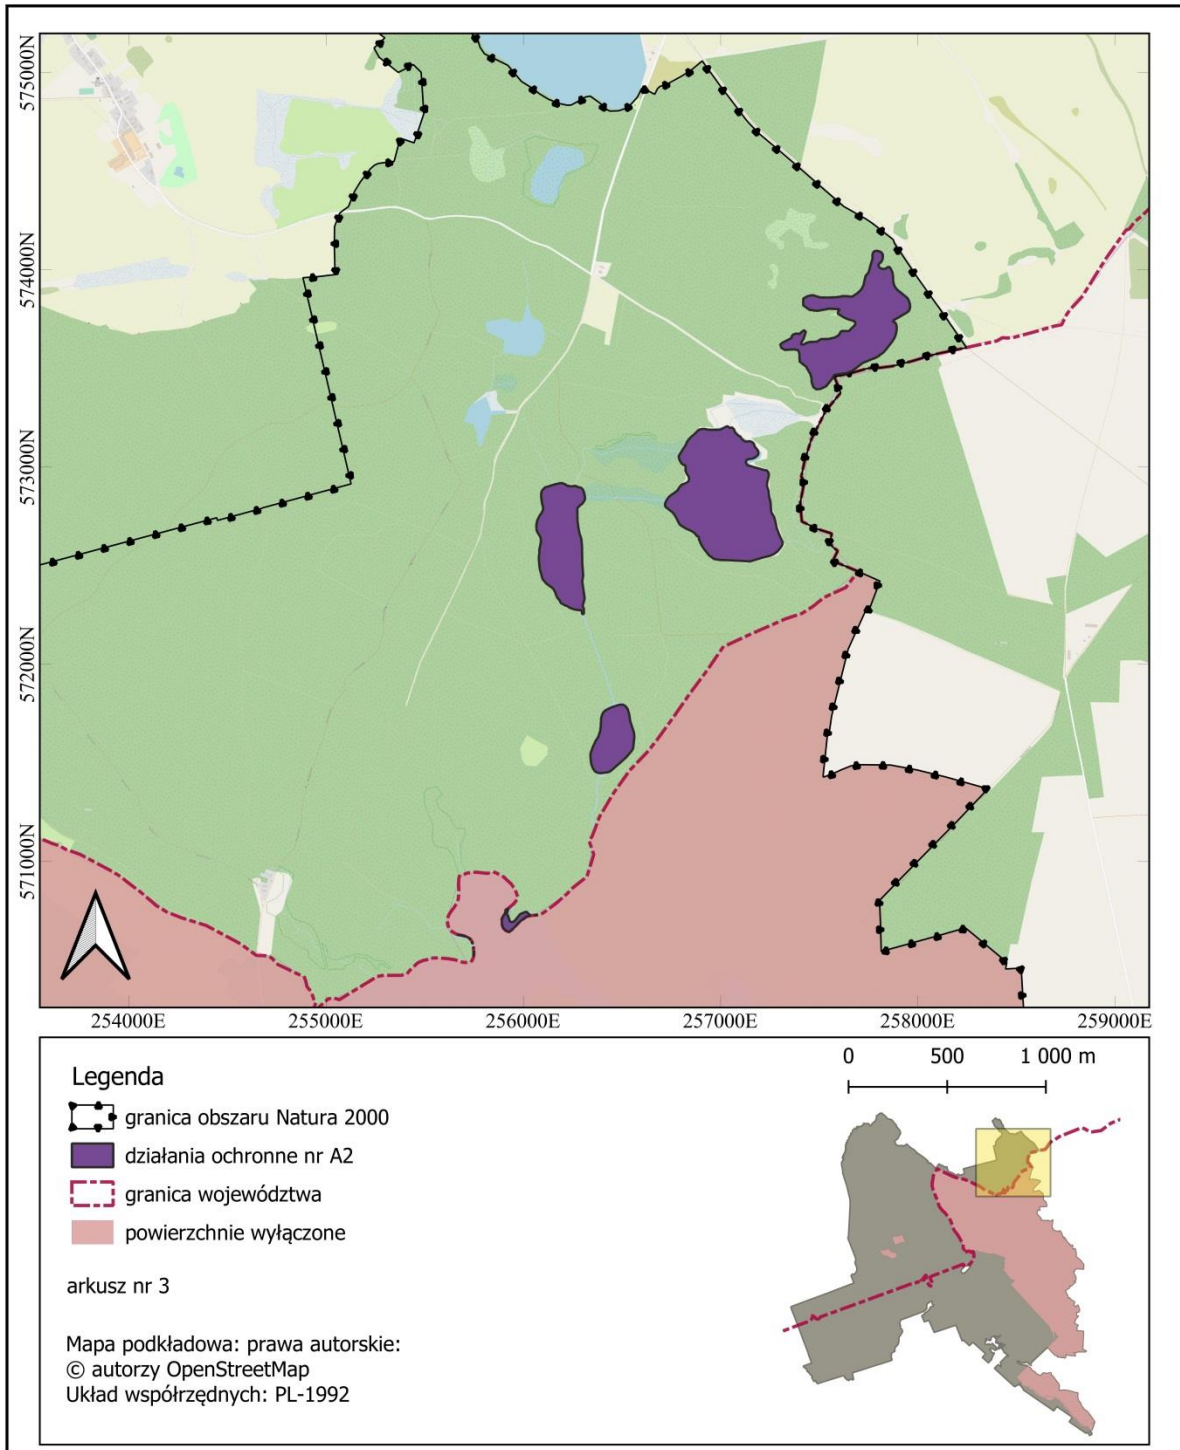 575000N
574000N
573000N
572000N
571000N
254000E 255000E 256000E 257000E 258000E 259000E
Legenda
granica obszaru Natura 2000
działania ochronne nr A2
granica województwa
powierzchnie wyłączone
arkusz nr 3
Mapa podkładowa: prawa autorskie:
© autorzy OpenStreetMap
Układ współrzędnych: PL-1992
0 500 1 000 m